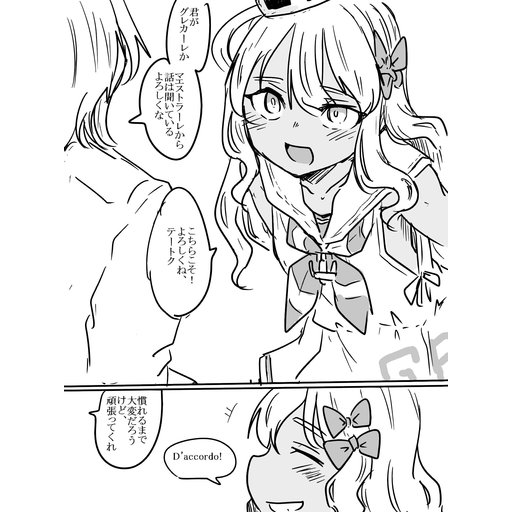 君が
グレカーレか
マエストラーレから
話は聞いている
よろしくな
こちらこそ!
よろしくね、
テートク
慣れるまで
大変だろう
けど、
頑張ってくれ
D'accordo!